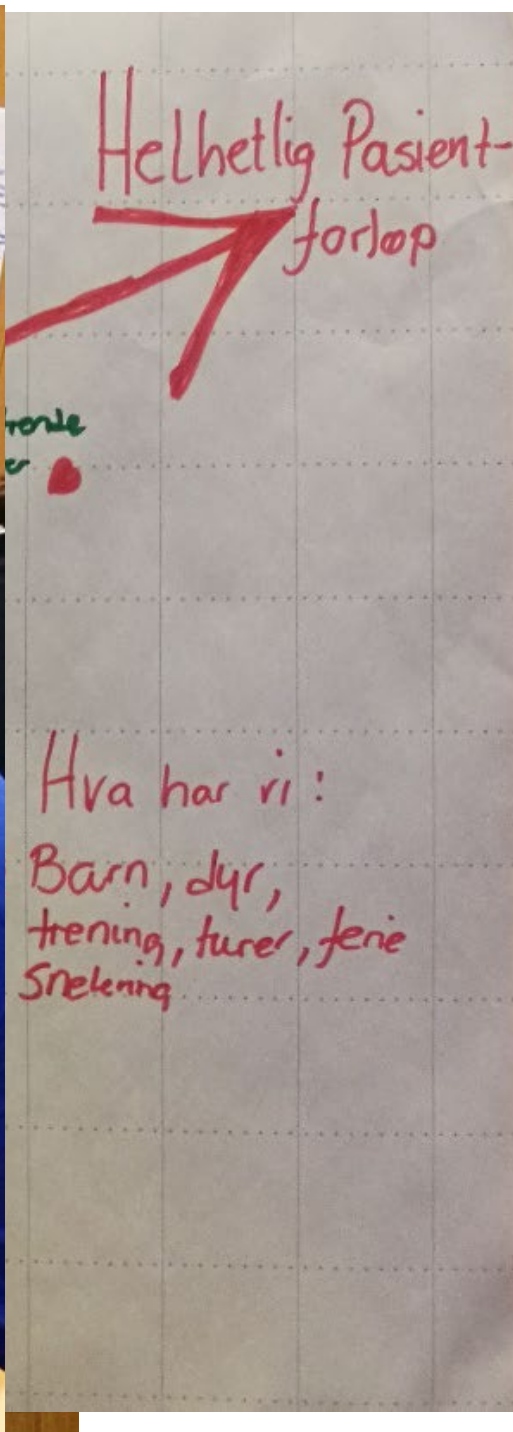 Helhetlig Pasient-
forløp
Hva har vi:
Barn, dyr,
trening, turer, ferie
Snekring